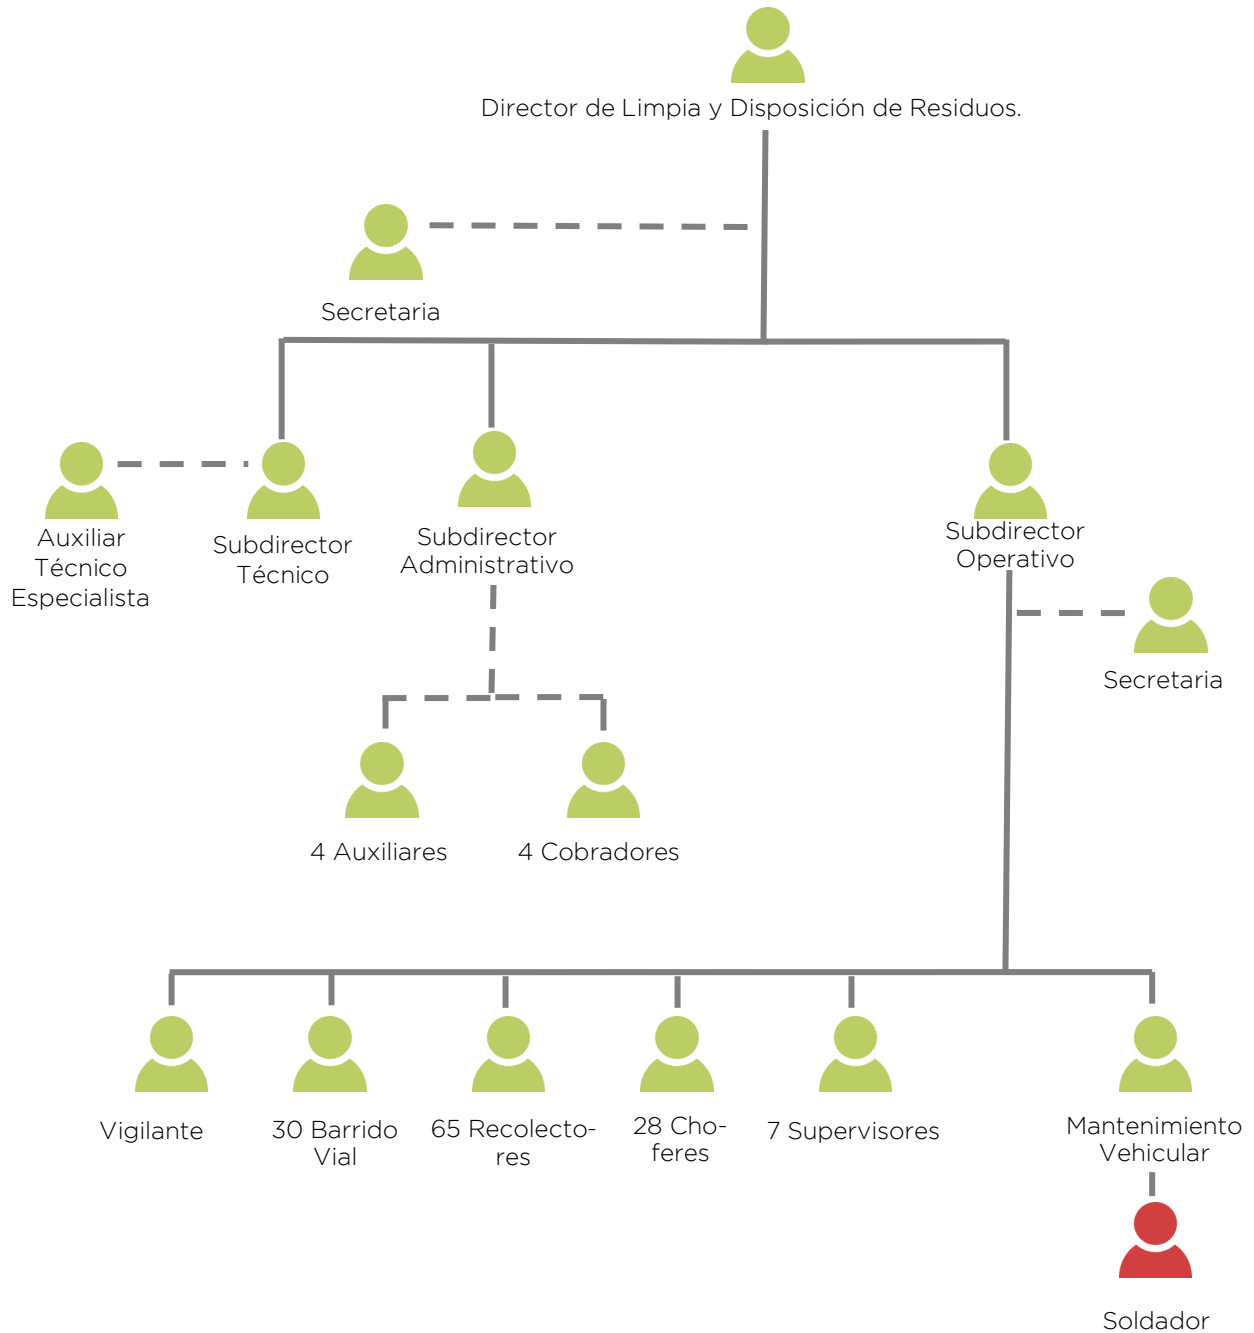 Director de Limpia y Disposición de Residuos.
Secretaria
Auxiliar
Técnico
Especialista
Subdirector
Técnico
Subdirector
Administrativo
Subdirector
Operativo
Secretaria
4 Auxiliares
4 Cobradores
Vigilante
30 Barrido
Vial
65 Recolecto-
res
28 Cho-
feres
7 Supervisores
Mantenimiento
Vehicular
Soldador